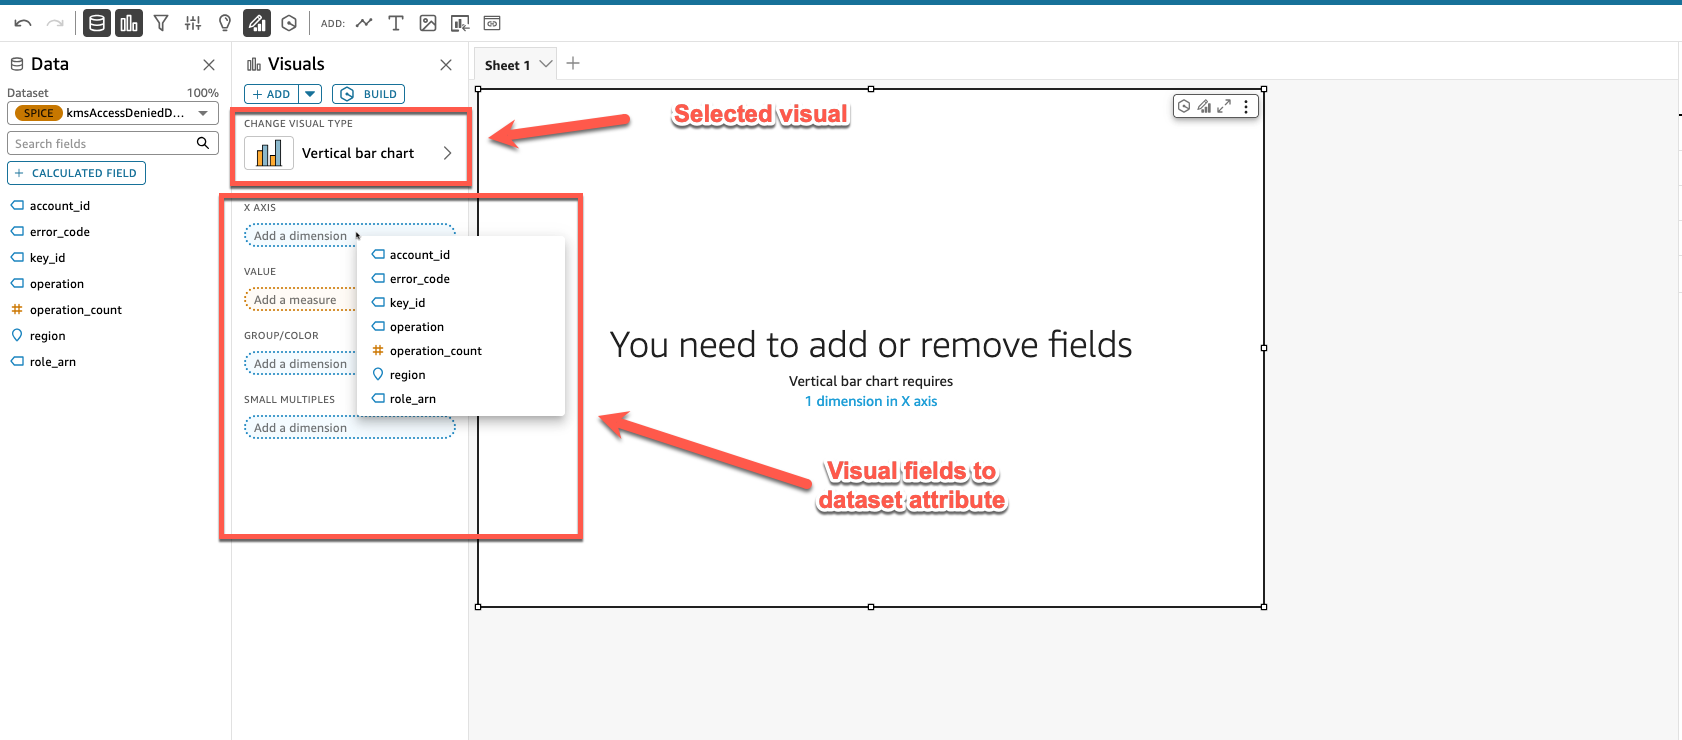 ADD:
Data
Dataset
100%
SPICE kmsAccessDeniedD...
Search fields
+ CALCULATED FIELD
account_id
error_code
key_id
operation
operation_count
region
role_arn
Visuals
+ ADD
BUILD
CHANGE VISUAL TYPE
Vertical bar chart
X AXIS
Add a dimension
VALUE
Add a measure
GROUP/COLOR
Add a dimension
SMALL MULTIPLES
Add a dimension
account_id
error_code
key_id
operation
operation_count
region
role_arn
Sheet 1
Selected visual
You need to add or remove fields
Vertical bar chart requires
1 dimension in X axis
Visual fields to
dataset attribute